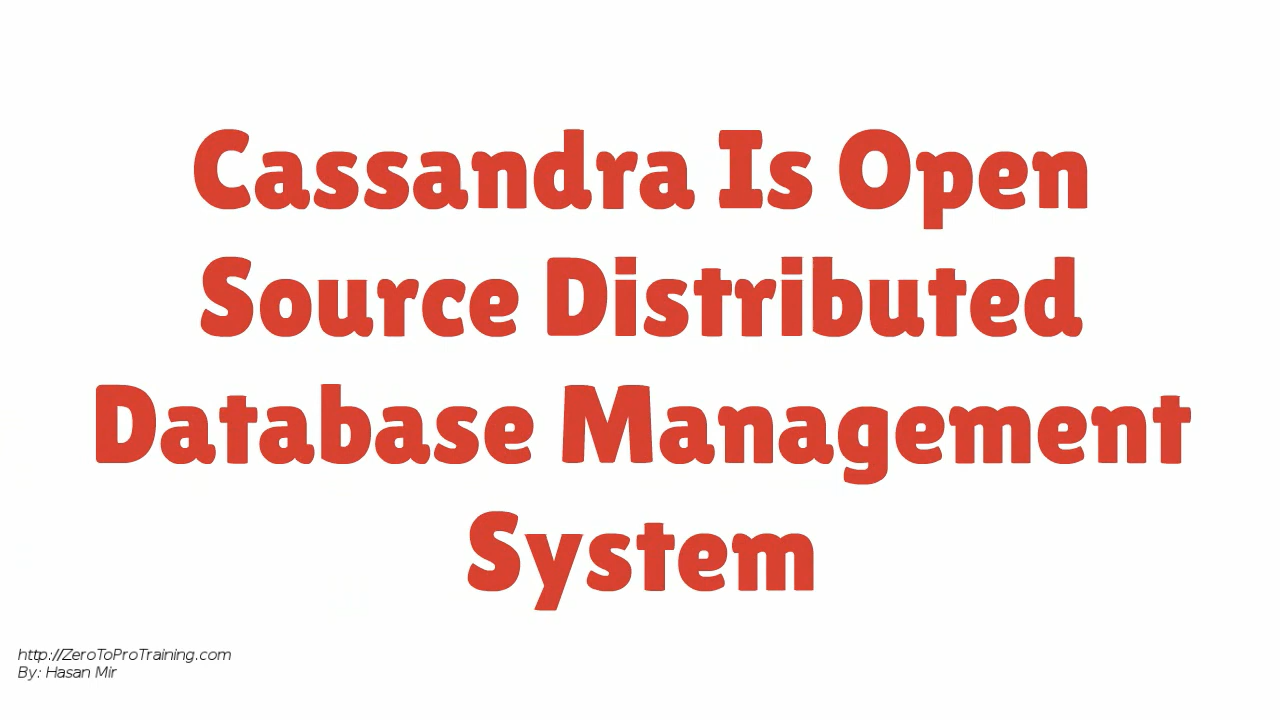 Cassandra Is Open
Source Distributed
Database Management
System
http://ZeroToProTraining.com
By: Hasan Mir